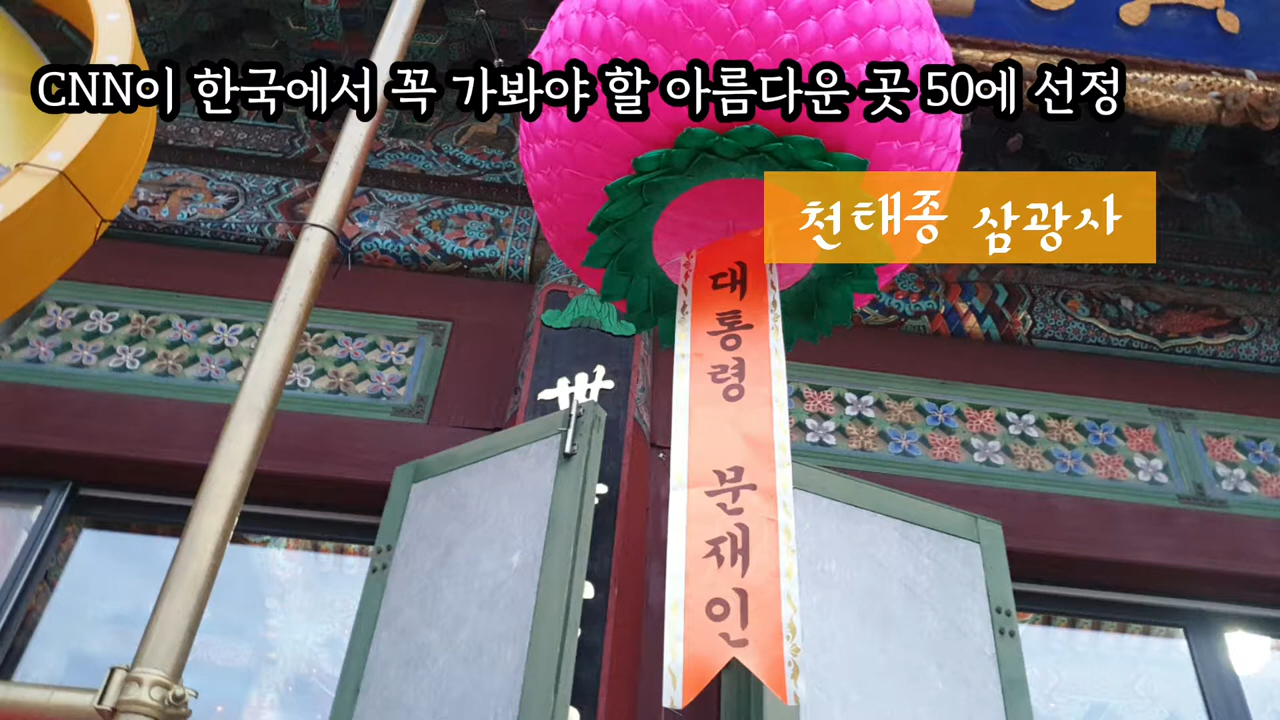 CNN이 한국에서 꼭 가봐야 할 아름다운 곳 50에 선정
천태종 삼광사
대통령 문재인
世